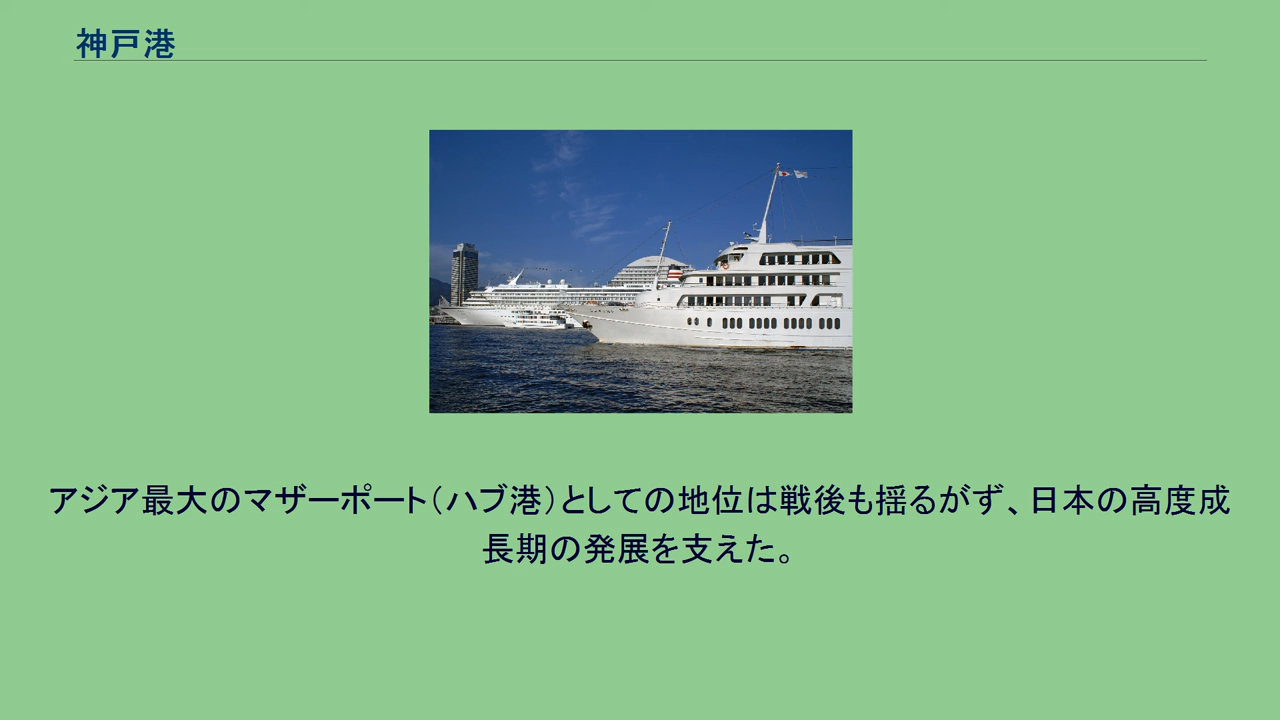 神戸港
アジア最大のマザーポート（ハブ港）としての地位は戦後も揺るがず、日本の高度成
長期の発展を支えた。